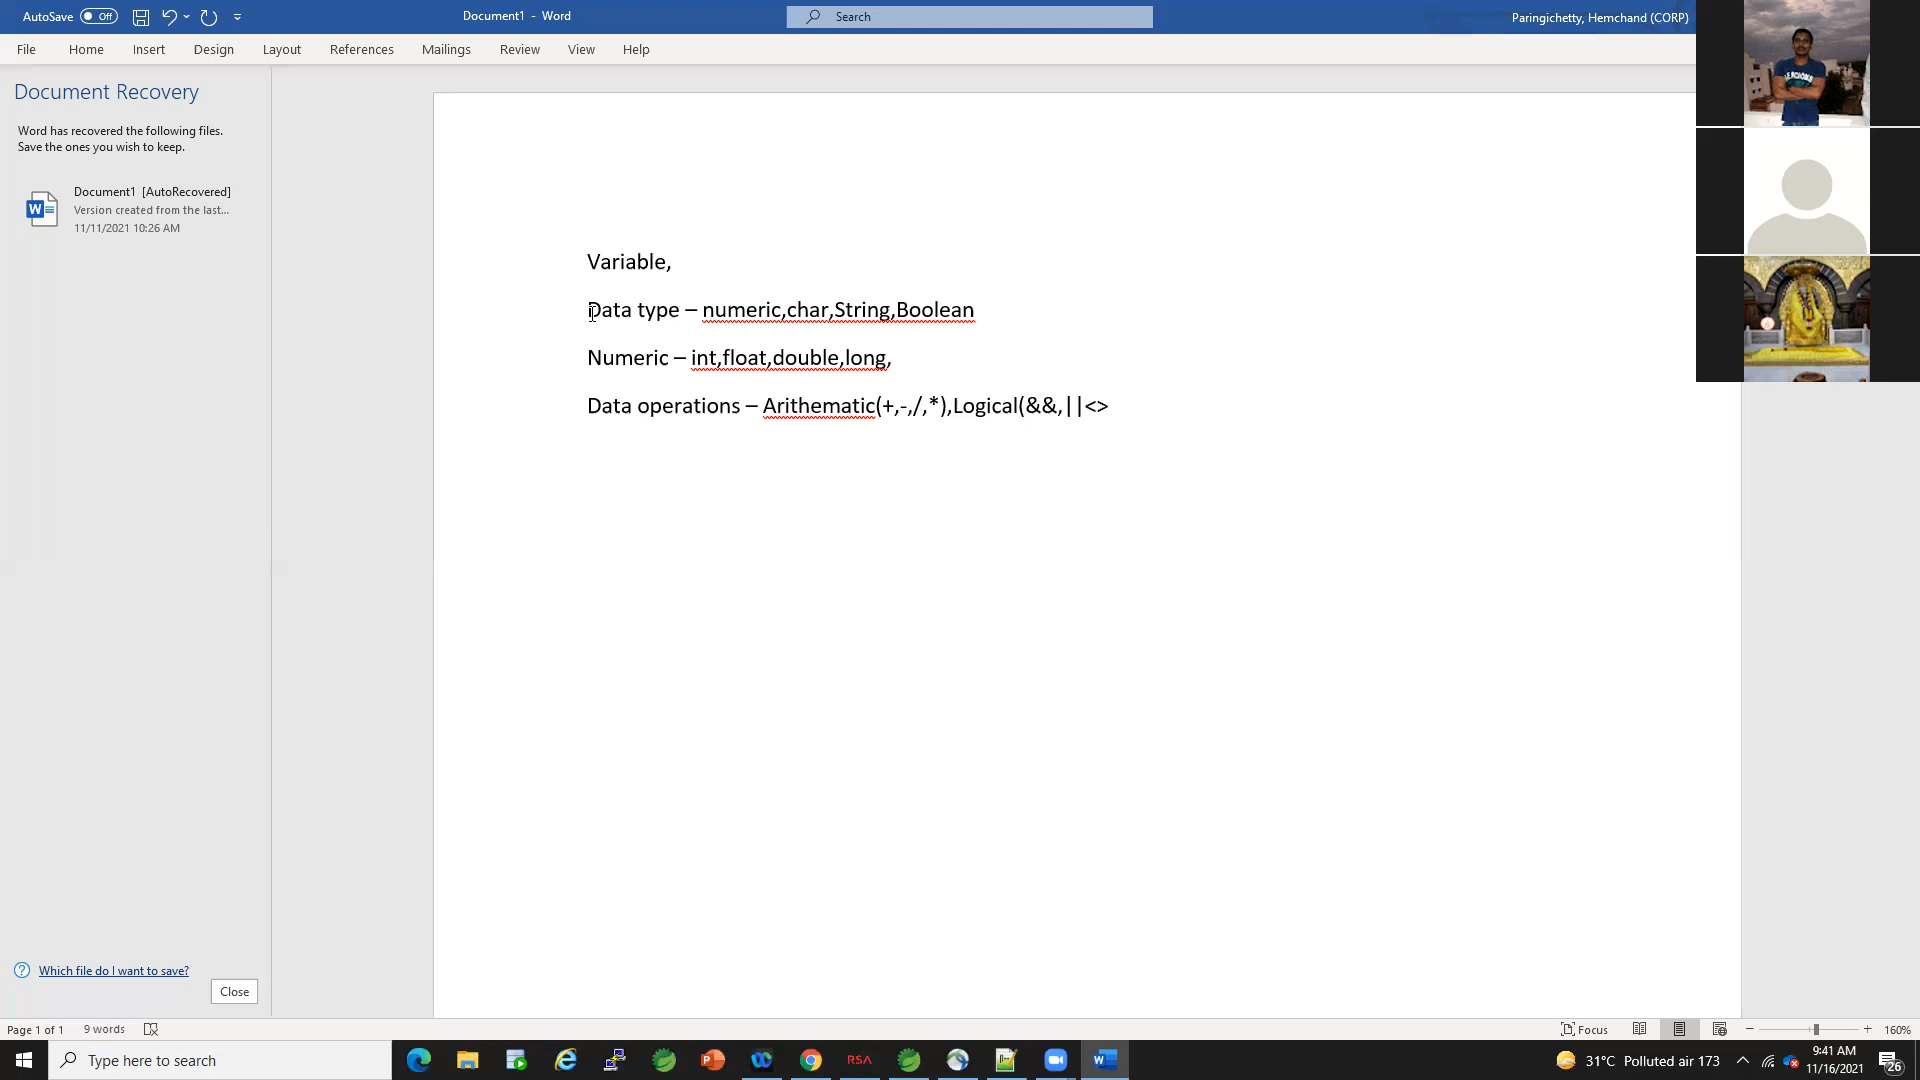 AutoSave Off Document1 - Word Search Paringichetty, Hemchand (CORP)
File Home Insert Design Layout References Mailings Review View Help
Document Recovery
Word has recovered the following files.
Save the ones you wish to keep.
Document1 [AutoRecovered]
Version created from the last...
11/11/2021 10:26 AM
Variable,
Data type – numeric,char,String,Boolean
Numeric – int,float,double,long,
Data operations – Arithematic(+,-,/,*),Logical(&&,||<>
Which file do I want to save?
Close
Page 1 of 1 9 words Focus 160%
Type here to search RSA 31°C Polluted air 173 9:41 AM
11/16/2021 26